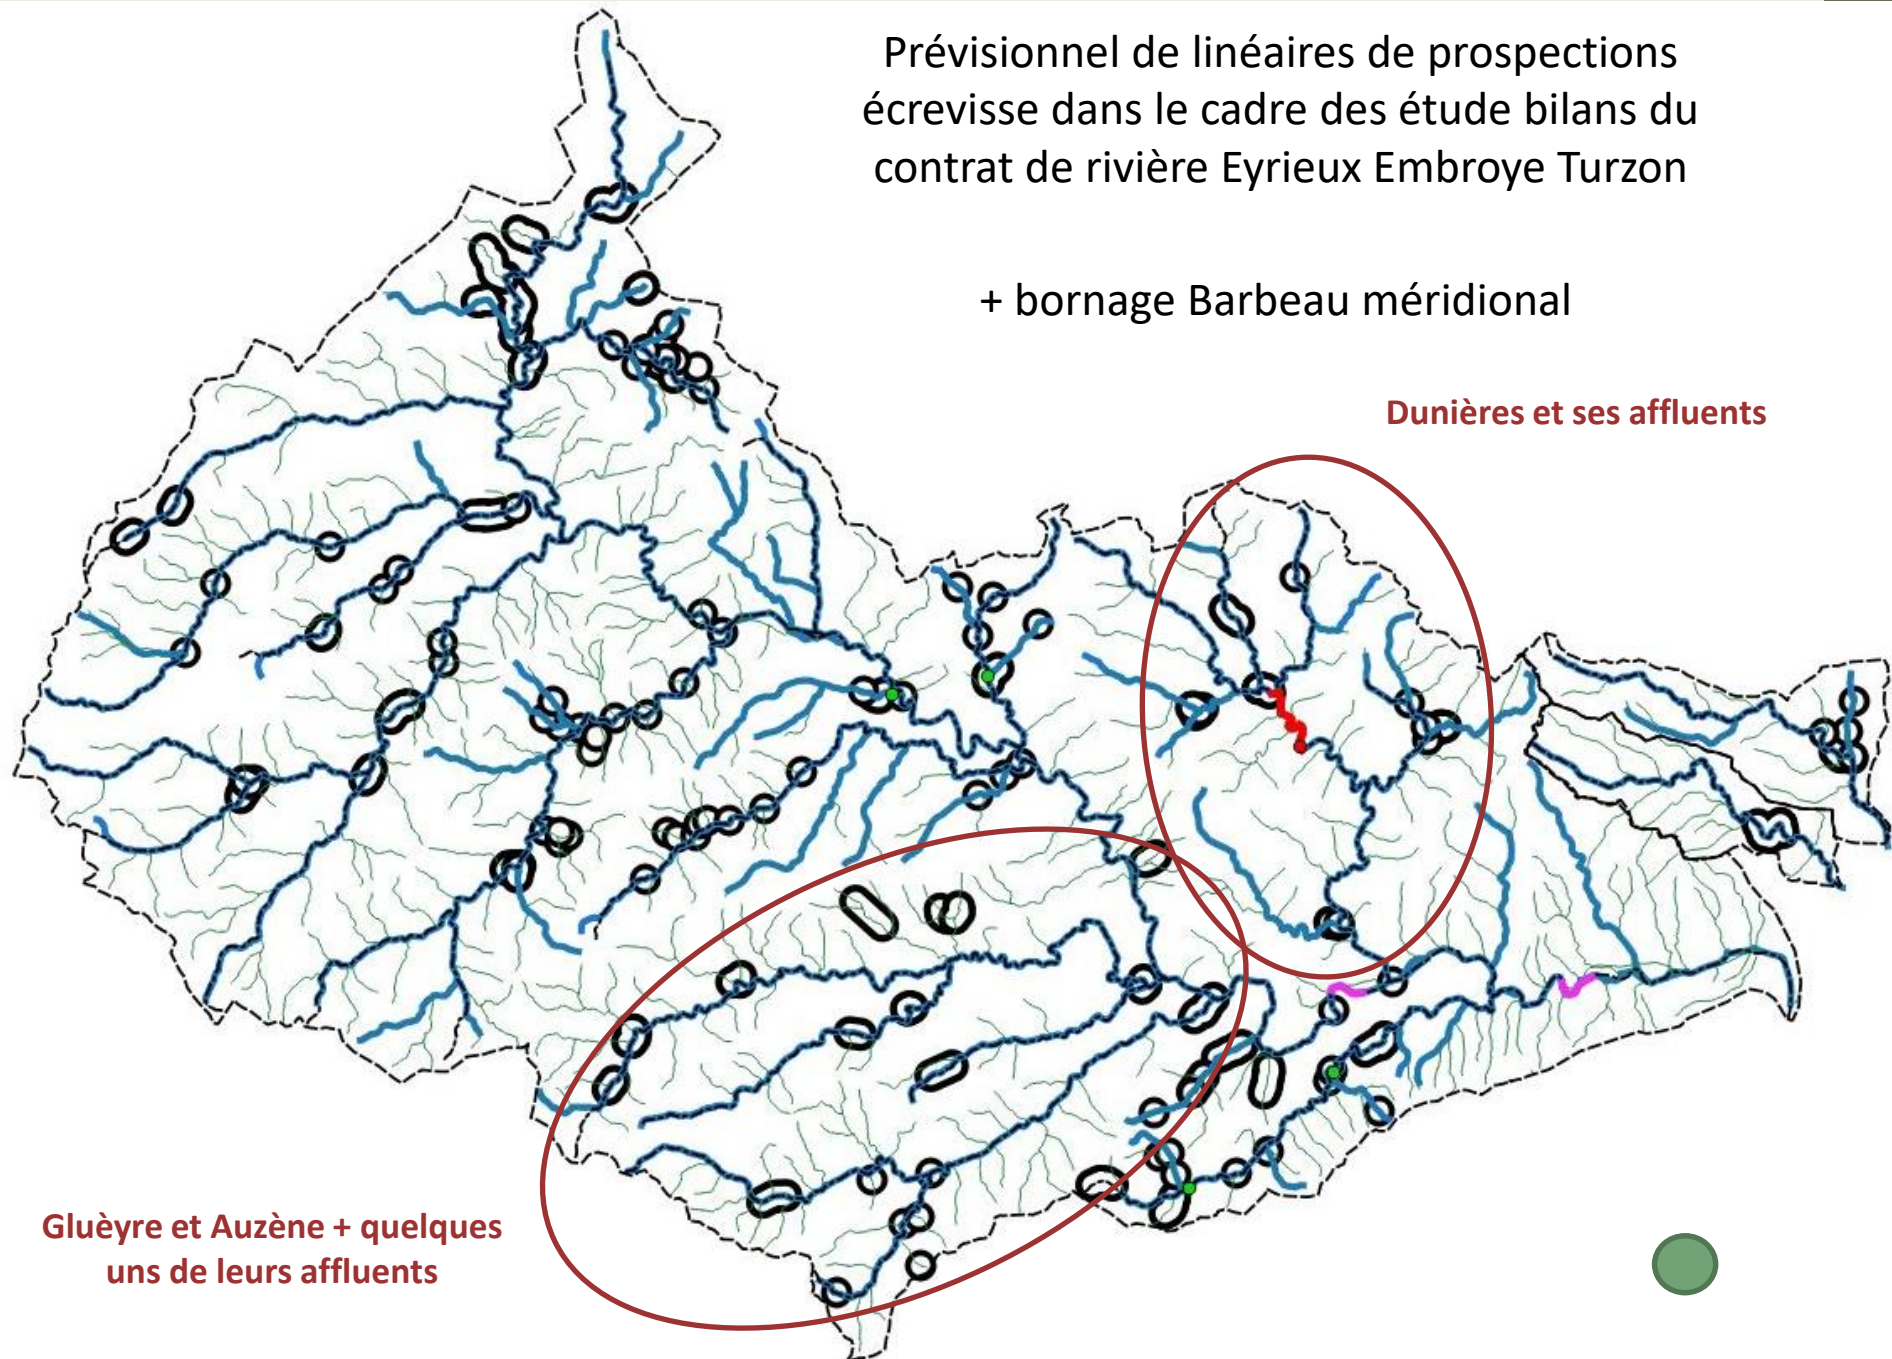 Prévisionnel de linéaires de prospections
écrevisse dans le cadre des étude bilans du
contrat de rivière Eyrieux Embroye Turzon
+ bornage Barbeau méridional
Dunières et ses affluents
Gluèyre et Auzène + quelques
uns de leurs affluents